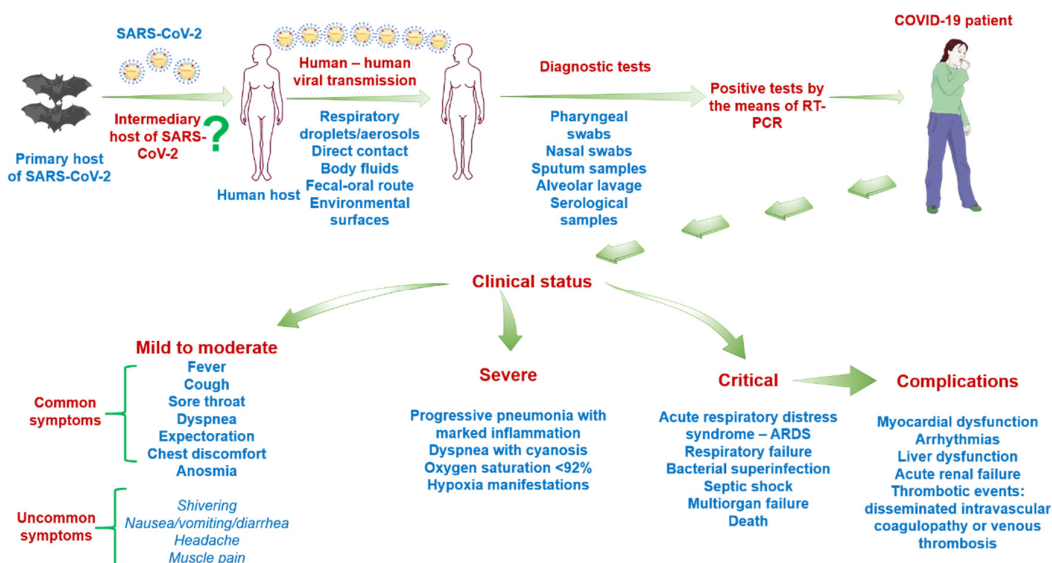 SARS-CoV-2
Primary host
of SARS-CoV-2
Intermediary
host of SARS-
CoV-2
?
Human host
Human – human
viral transmission
Respiratory
droplets/aerosols
Direct contact
Body fluids
Fecal-oral route
Environmental
surfaces
Diagnostic tests
Pharyngeal
swabs
Nasal swabs
Sputum samples
Alveolar lavage
Serological
samples
Positive tests by
the means of RT-
PCR
COVID-19 patient
Clinical status
Mild to moderate
Common
symptoms
Fever
Cough
Sore throat
Dyspnea
Expectoration
Chest discomfort
Anosmia
Uncommon
symptoms
Shivering
Nausea/vomiting/diarrhea
Headache
Muscle pain
Severe
Progressive pneumonia with
marked inflammation
Dyspnea with cyanosis
Oxygen saturation <92%
Hypoxia manifestations
Critical
Acute respiratory distress
syndrome – ARDS
Respiratory failure
Bacterial superinfection
Septic shock
Multiorgan failure
Death
Complications
Myocardial dysfunction
Arrhythmias
Liver dysfunction
Acute renal failure
Thrombotic events:
disseminated intravascular
coagulopathy or venous
thrombosis